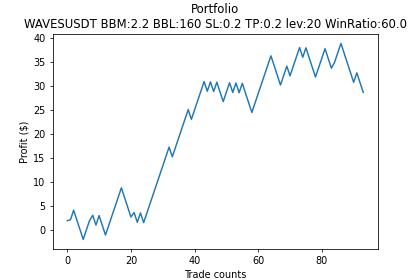 Portfolio
WAVESUSDT BBM:2.2 BBL:160 SL:0.2 TP:0.2 lev:20 WinRatio:60.0
40
35
30
25
20
15
10
5
0
Profit ($)
0 20 40 60 80
Trade counts